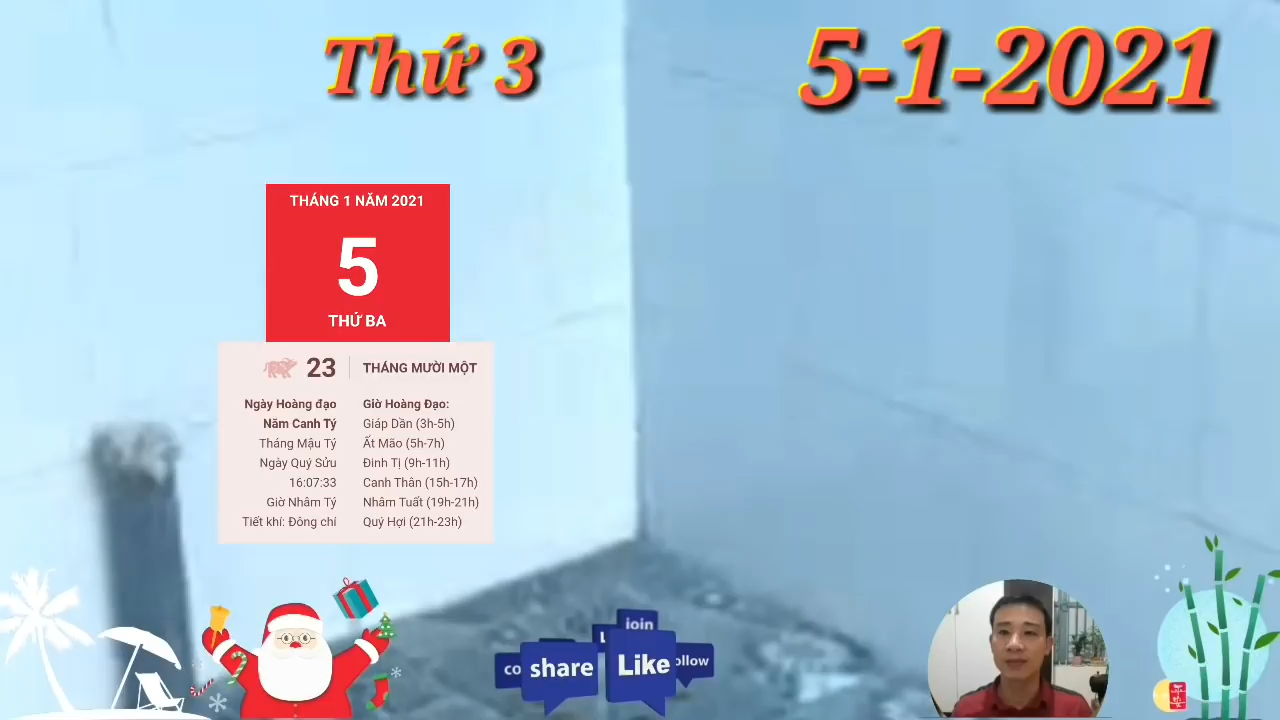 Thứ 3
5-1-2021
THÁNG 1 NĂM 2021
5
THỨ BA
23
THÁNG MƯỜI MỘT
Ngày Hoàng đạo
Năm Canh Tý
Tháng Mậu Tý
Ngày Quý Sửu
16:07:33
Giờ Nhâm Tý
Tiết khí: Đông chí
Giờ Hoàng Đạo:
Giáp Dần (3h-5h)
Ất Mão (5h-7h)
Đinh Tị (9h-11h)
Canh Thân (15h-17h)
Nhâm Tuất (19h-21h)
Quý Hợi (21h-23h)
join
co share Like ollow